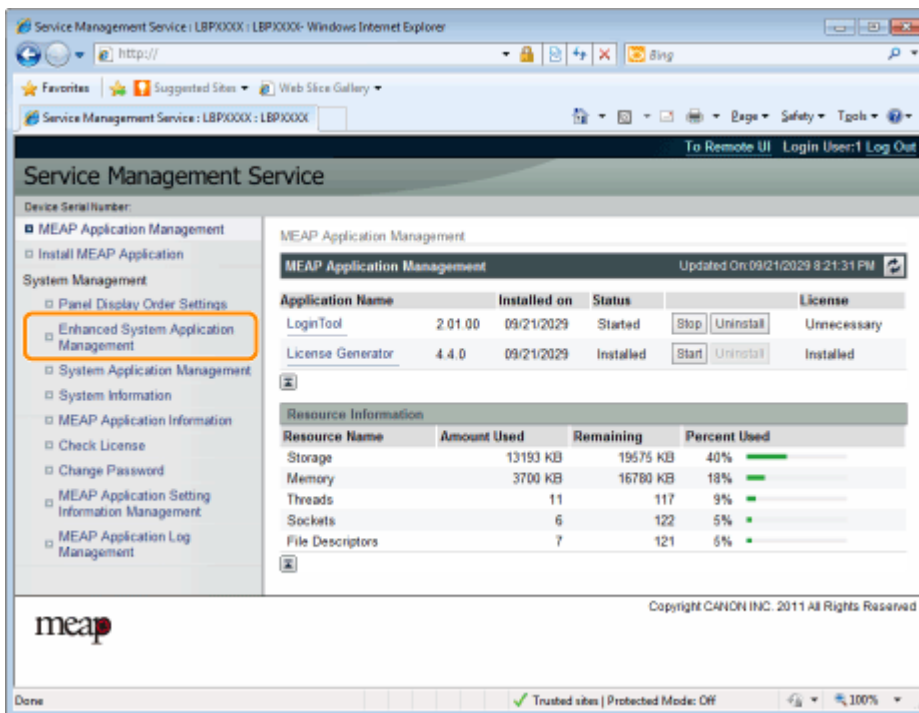 Service Management Service : LBPXXXX : LBPXXXX- Windows Internet Explorer
http://
Bing
Favorites Suggested Sites Web Slice Gallery
Service Management Service : LBPXXXX : LBPXXXX
Page Safety Tools
To Remote UI Login User:1 Log Out
Service Management Service
Device Serial Number:
MEAP Application Management
Install MEAP Application
System Management
Panel Display Order Settings
Enhanced System Application
Management
System Application Management
System Information
MEAP Application Information
Check License
Change Password
MEAP Application Setting
Information Management
MEAP Application Log
Management
MEAP Application Management
MEAP Application Management Updated On:09/21/2029 8:21:31 PM
Application Name Installed on Status License
LoginTool 2.01.00 09/21/2029 Started Stop Uninstall Unnecessary
License Generator 4.4.0 09/21/2029 Installed Start Uninstall Installed
Resource Information
Resource Name Amount Used Remaining Percent Used
Storage 13193 KB 19575 KB 40%
Memory 3700 KB 16780 KB 18%
Threads 11 117 9%
Sockets 6 122 5%
File Descriptors 7 121 6%
Copyright CANON INC. 2011 All Rights Reserved
meap
Done Trusted sites | Protected Mode: Off 100%